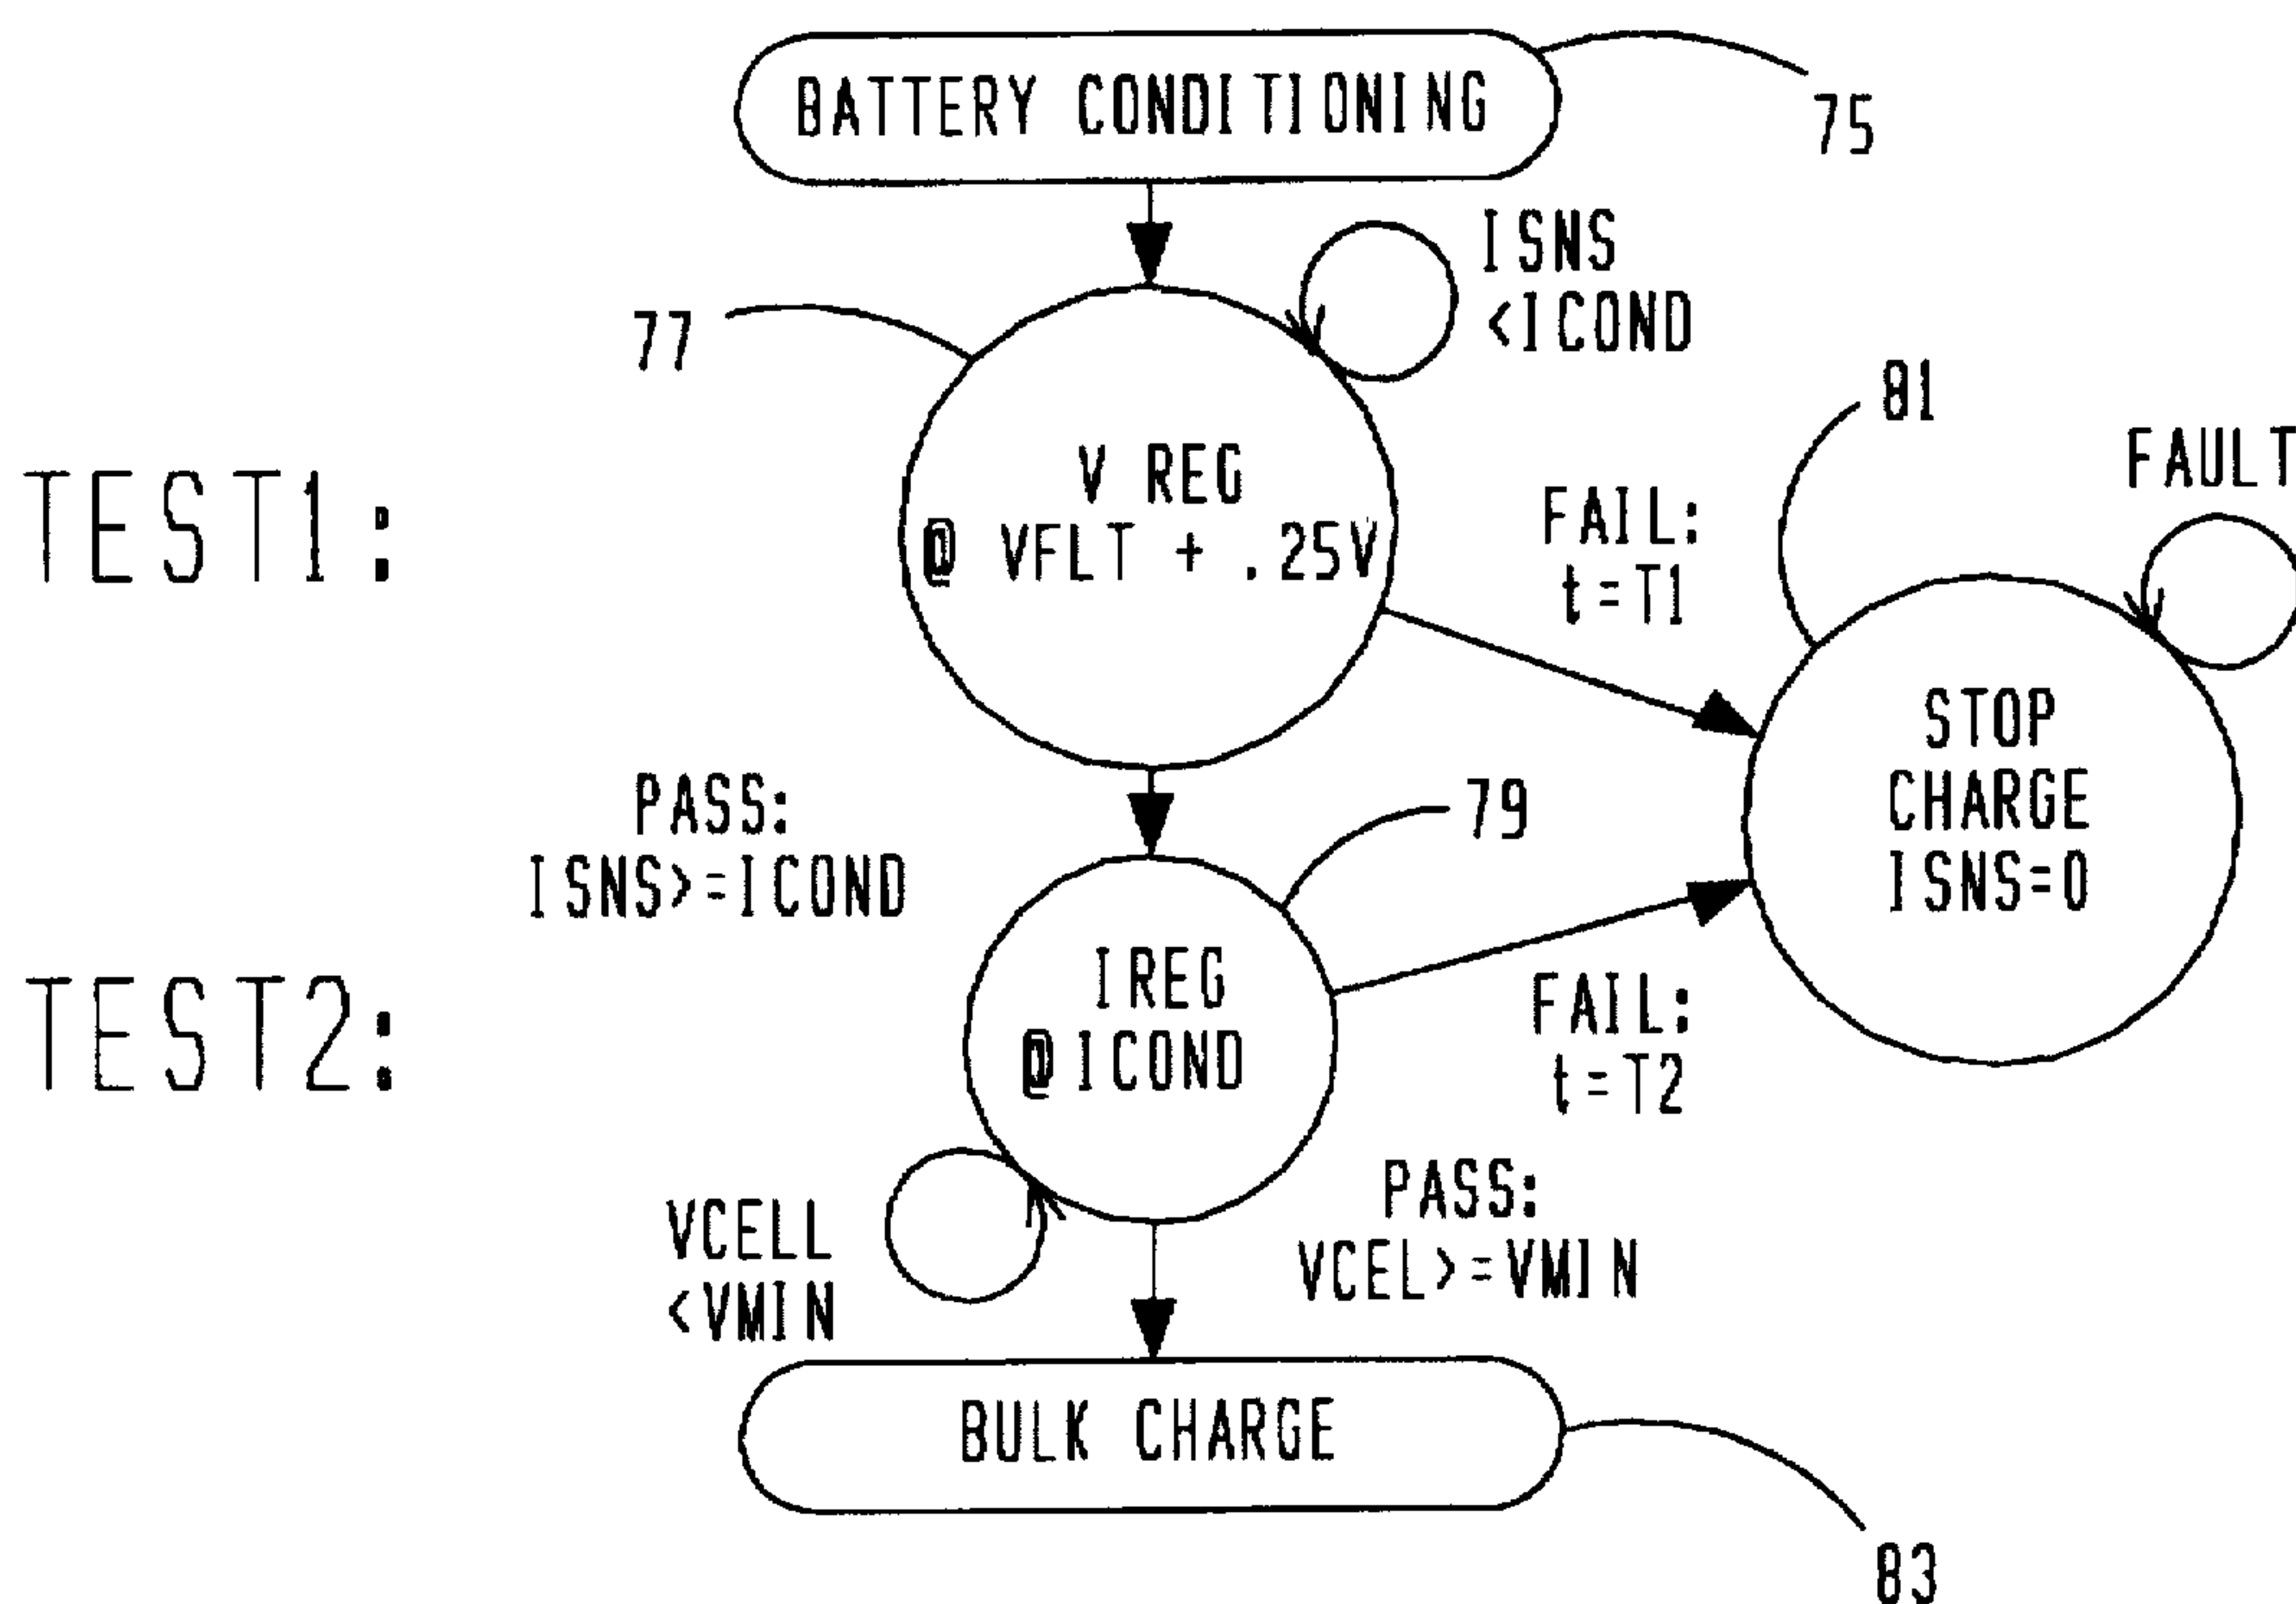 BATTERY CONDITIONING
75
ISNS
<ICOND
77
81
FAULT
TEST1:
V REG
@ VFLT + .25V
FAIL:
t=T1
STOP
CHARGE
ISNS=0
PASS:
ISNS>=ICOND
79
TEST2:
IREG
@ICOND
FAIL:
t=T2
VCELL
<VMIN
PASS:
VCEL>=VMIN
BULK CHARGE
83